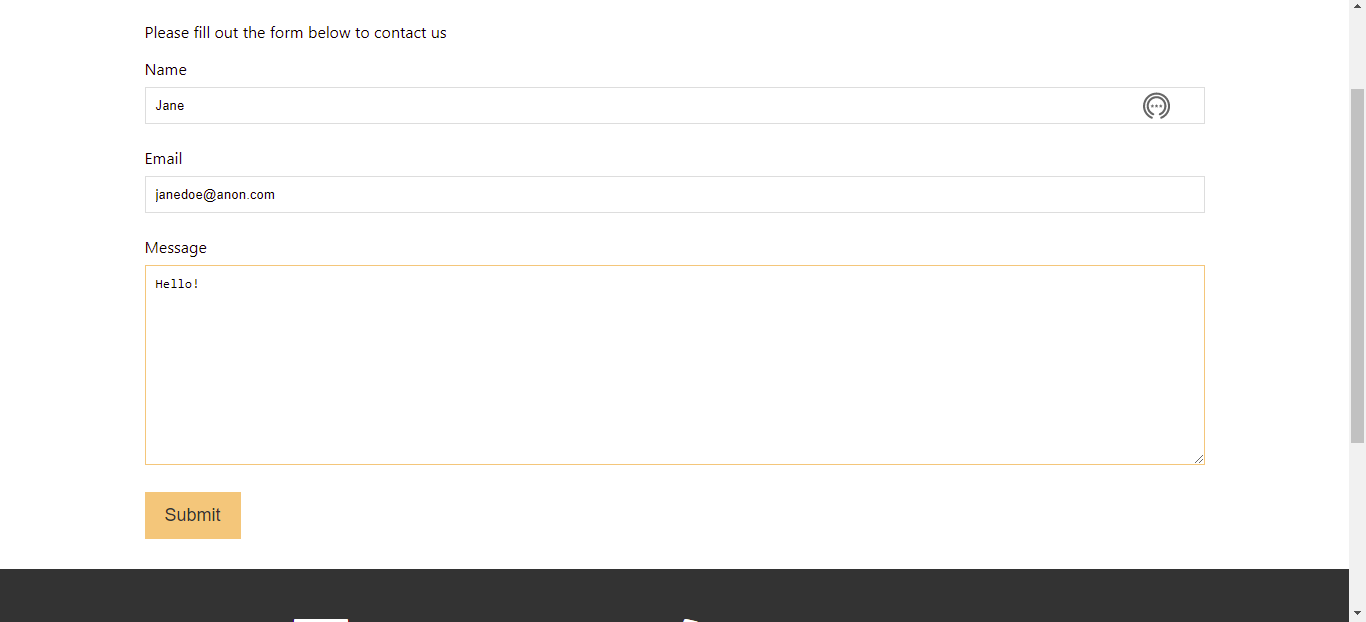 Please fill out the form below to contact us
Name
Jane
Email
janedoe@anon.com
Message
Hello!
Submit